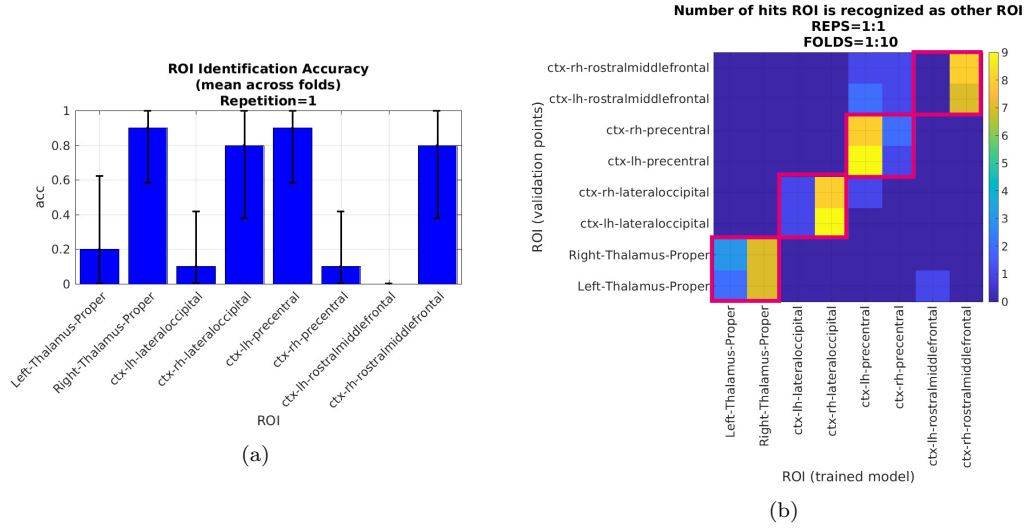 ROI Identification Accuracy
(mean across folds)
Repetition=1
acc
1
0.8
0.6
0.4
0.2
0
Left-Thalamus-Proper
Right-Thalamus-Proper
ctx-lh-lateraloccipital
ctx-rh-lateraloccipital
ctx-lh-precentral
ctx-rh-precentral
ctx-lh-rostralmiddlefrontal
ctx-rh-rostralmiddlefrontal
ROI
(a)
Number of hits ROI is recognized as other ROI
REPS=1:1
FOLDS=1:10
ROI (validation points)
ctx-rh-rostralmiddlefrontal
ctx-lh-rostralmiddlefrontal
ctx-rh-precentral
ctx-lh-precentral
ctx-rh-lateraloccipital
ctx-lh-lateraloccipital
Right-Thalamus-Proper
Left-Thalamus-Proper
9
8
7
6
5
4
3
2
1
0
Left-Thalamus-Proper
Right-Thalamus-Proper
ctx-lh-lateraloccipital
ctx-rh-lateraloccipital
ctx-lh-precentral
ctx-rh-precentral
ctx-lh-rostralmiddlefrontal
ctx-rh-rostralmiddlefrontal
ROI (trained model)
(b)